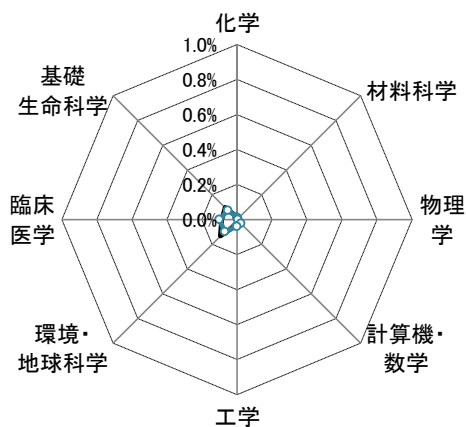 化学
1.0%
0.8%
0.6%
0.4%
0.2%
0.0%
材料科学
物理
学
計算機・
数学
工学
環境・
地球科学
臨床
医学
基礎
生命科学